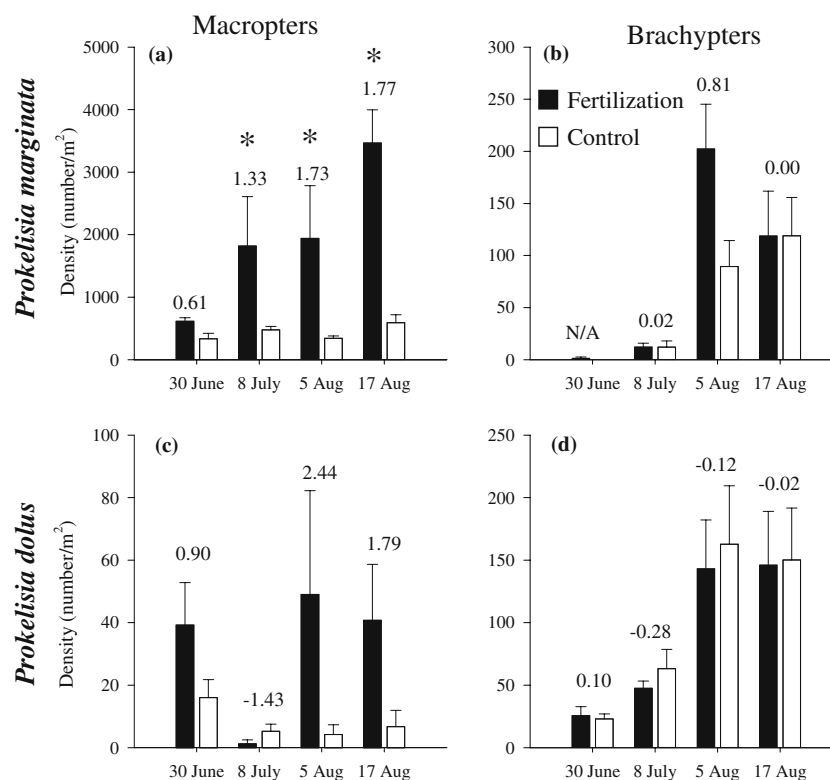 Macropters
Brachypters
Prokelisia marginata
Density (number/m²)
(a)
5000
4000
3000
2000
1000
0
0.61
*
1.33
*
1.73
*
1.77
30 June
8 July
5 Aug
17 Aug
(b)
250
200
150
100
50
0
Fertilization
Control
N/A
0.02
0.81
0.00
30 June
8 July
5 Aug
17 Aug
Prokelisia dolus
Density (number/m²)
(c)
100
80
60
40
20
0
0.90
-1.43
2.44
1.79
30 June
8 July
5 Aug
17 Aug
(d)
250
200
150
100
50
0
0.10
-0.28
-0.12
-0.02
30 June
8 July
5 Aug
17 Aug